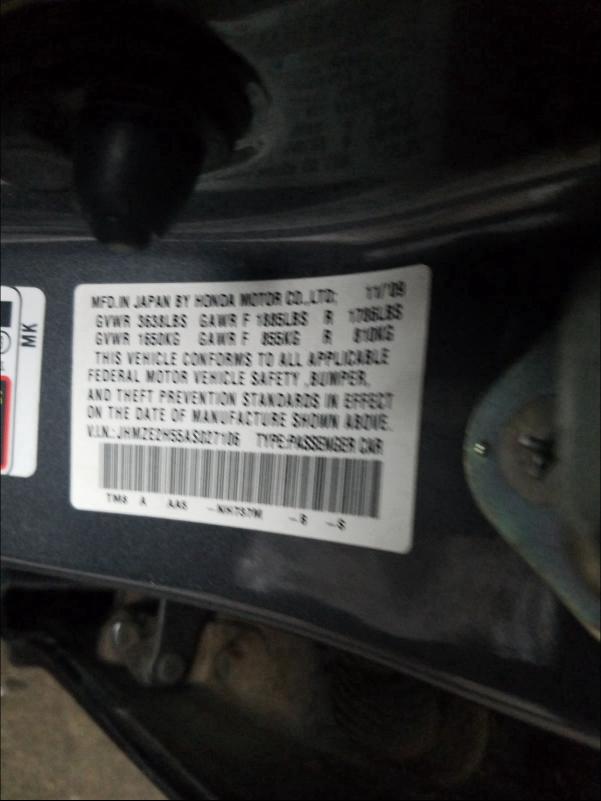 MFD.IN JAPAN BY HONDA MOTOR CO.,LTD; 11/'09
GVWR 3638LBS GAWR F 1885LBS R 1786LBS
GVWR 1650KG GAWR F 855KG R 810KG
THIS VEHICLE CONFORMS TO ALL APPLICABLE
FEDERAL MOTOR VEHICLE SAFETY ,BUMPER,
AND THEFT PREVENTION STANDARDS IN EFFECT
ON THE DATE OF MANUFACTURE SHOWN ABOVE.
V.I.N.: JHMZE2H55AS027106 TYPE:PASSENGER CAR
TM8 A AAS -NH737M -B -S
MK